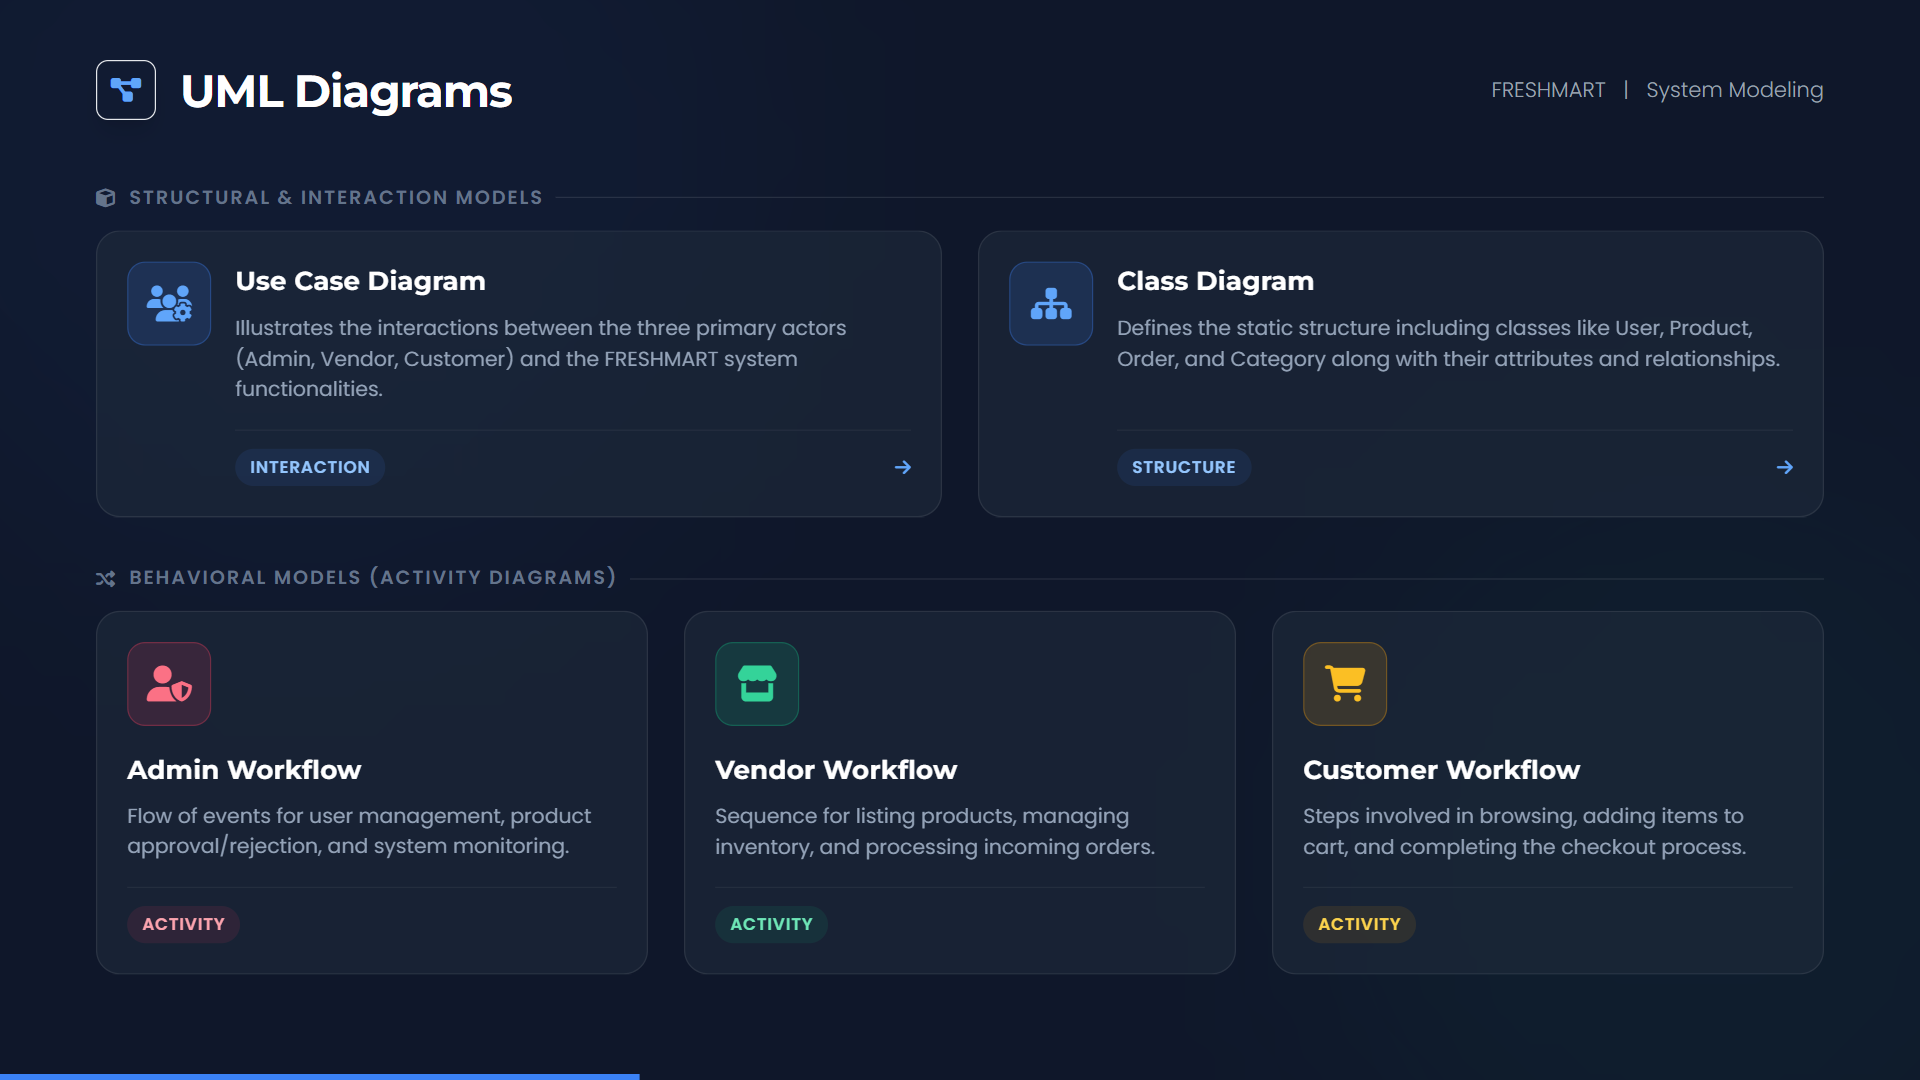 UML Diagrams
FRESHMART | System Modeling
STRUCTURAL & INTERACTION MODELS
Use Case Diagram
Illustrates the interactions between the three primary actors
(Admin, Vendor, Customer) and the FRESHMART system
functionalities.
INTERACTION
Class Diagram
Defines the static structure including classes like User, Product,
Order, and Category along with their attributes and relationships.
STRUCTURE
BEHAVIORAL MODELS (ACTIVITY DIAGRAMS)
Admin Workflow
Flow of events for user management, product
approval/rejection, and system monitoring.
ACTIVITY
Vendor Workflow
Sequence for listing products, managing
inventory, and processing incoming orders.
ACTIVITY
Customer Workflow
Steps involved in browsing, adding items to
cart, and completing the checkout process.
ACTIVITY